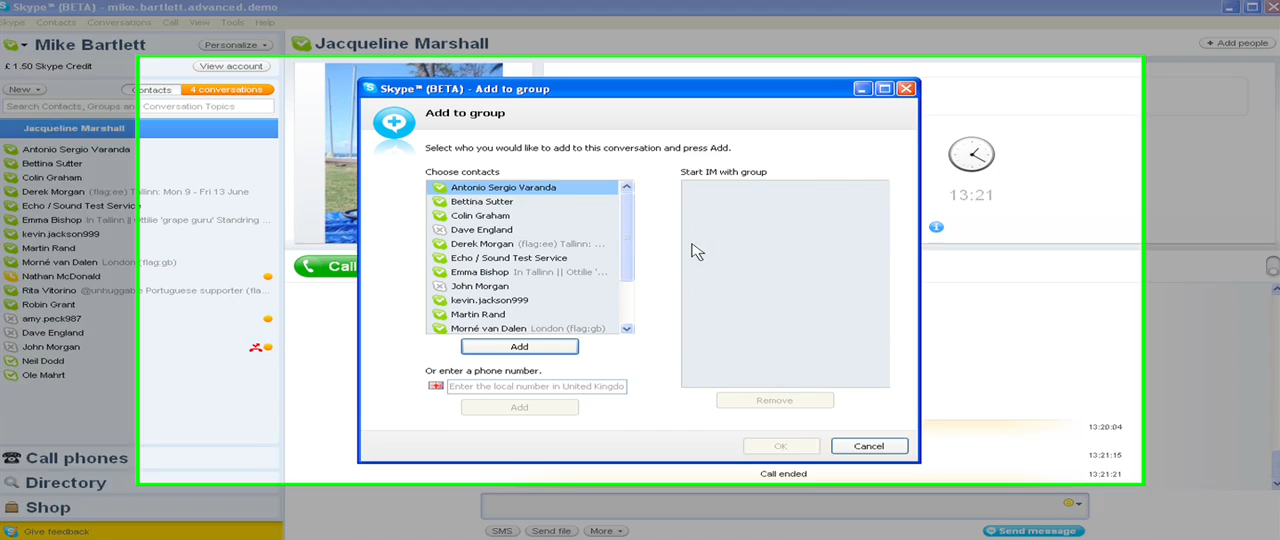 Skype™ (BETA) - mike.bartlett.advanced.demo
Skype Contacts Conversations Call View Tools Help
Mike Bartlett
Personalize
£ 1.50 Skype Credit
View account
New
Contacts
4 conversations
Search Contacts, Groups and Conversation Topics
Jacqueline Marshall
Antonio Sergio Varanda
Bettina Sutter
Colin Graham
Derek Morgan (flag:ee) Tallinn: Mon 9 - Fri 13 June
Echo / Sound Test Service
Emma Bishop In Tallinn || Ottilie 'grape guru' Standring
kevin.jackson999
Martin Rand
Morné van Dalen (flag:gb)
Nathan McDonald
Rita Vitorino @unhuggable Portuguese supporter (flag:
Robin Grant
amy.peck987
Dave England
John Morgan
Neil Dodd
Ole Mahrt
Call phones
Directory
Shop
Give feedback
Jacqueline Marshall
Add people
13:21
Call
Skype™ (BETA) - Add to group
Add to group
Select who you would like to add to this conversation and press Add.
Choose contacts
Antonio Sergio Varanda
Bettina Sutter
Colin Graham
Dave England
Derek Morgan (flag:ee) Tallinn: ...
Echo / Sound Test Service
Emma Bishop In Tallinn || Ottilie '...
John Morgan
kevin.jackson999
Martin Rand
Morné van Dalen London (flag:gb)
Add
Or enter a phone number.
Enter the local number in United Kingdo
Add
Start IM with group
Remove
OK
Cancel
13:20:04
13:21:15
Call ended
13:21:21
SMS
Send file
More
Send message